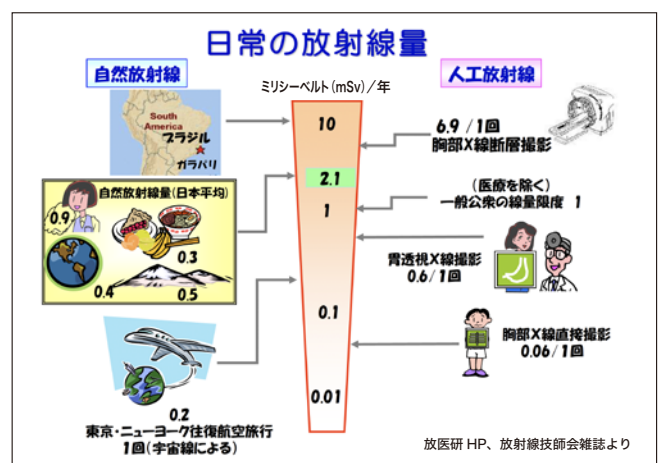 日常の放射線量
自然放射線
ミリシーベルト(mSv)/年
人工放射線
South
America
ブラジル
ガラパリ
10
6.9 /1回
胸部X線断層撮影
2.1
自然放射線量(日本平均)
0.9
0.3
0.4
0.5
1
(医療を除く)
一般公衆の線量限度 1
胃透視X線撮影
0.6/1回
0.1
胸部X線直接撮影
0.06/1回
0.01
0.2
東京・ニューヨーク往復航空旅行
1回(宇宙線による)
放医研 HP、放射線技師会雑誌より